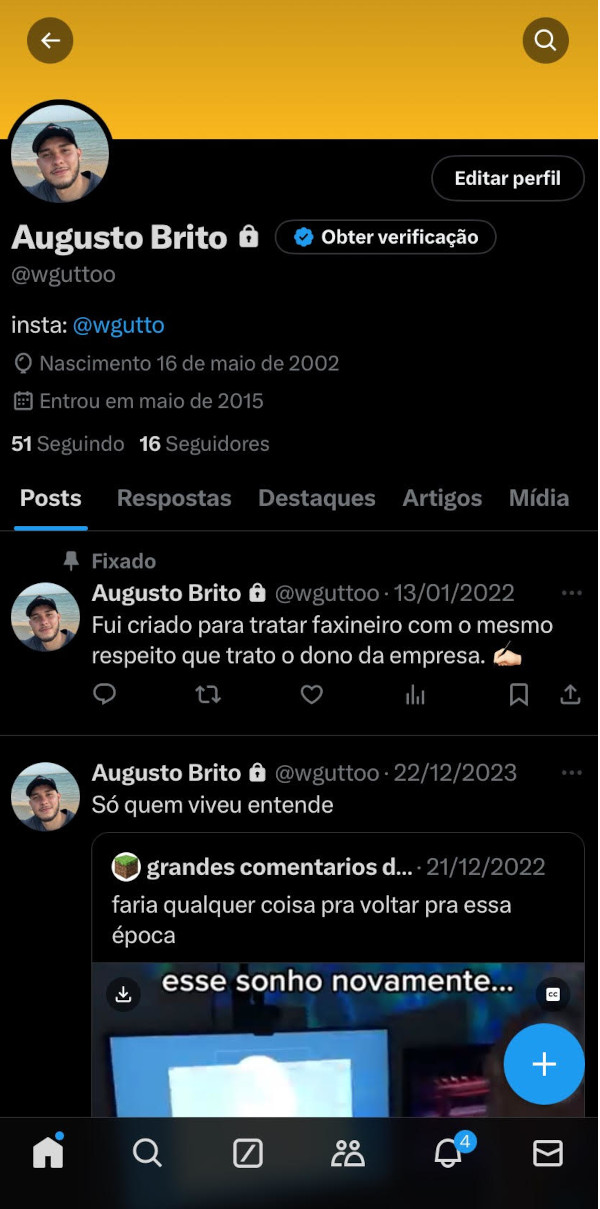 Editar perfil
Augusto Brito
Obter verificação
@wguttoo
insta: @wgutto
Nascimento 16 de maio de 2002
Entrou em maio de 2015
51 Seguindo 16 Seguidores
Posts Respostas Destaques Artigos Mídia
Fixado
Augusto Brito @wguttoo · 13/01/2022
Fui criado para tratar faxineiro com o mesmo
respeito que trato o dono da empresa. ✍🏻
Augusto Brito @wguttoo · 22/12/2023
Só quem viveu entende
grandes comentarios d... · 21/12/2022
faria qualquer coisa pra voltar pra essa
época
esse sonho novamente...
CC
4